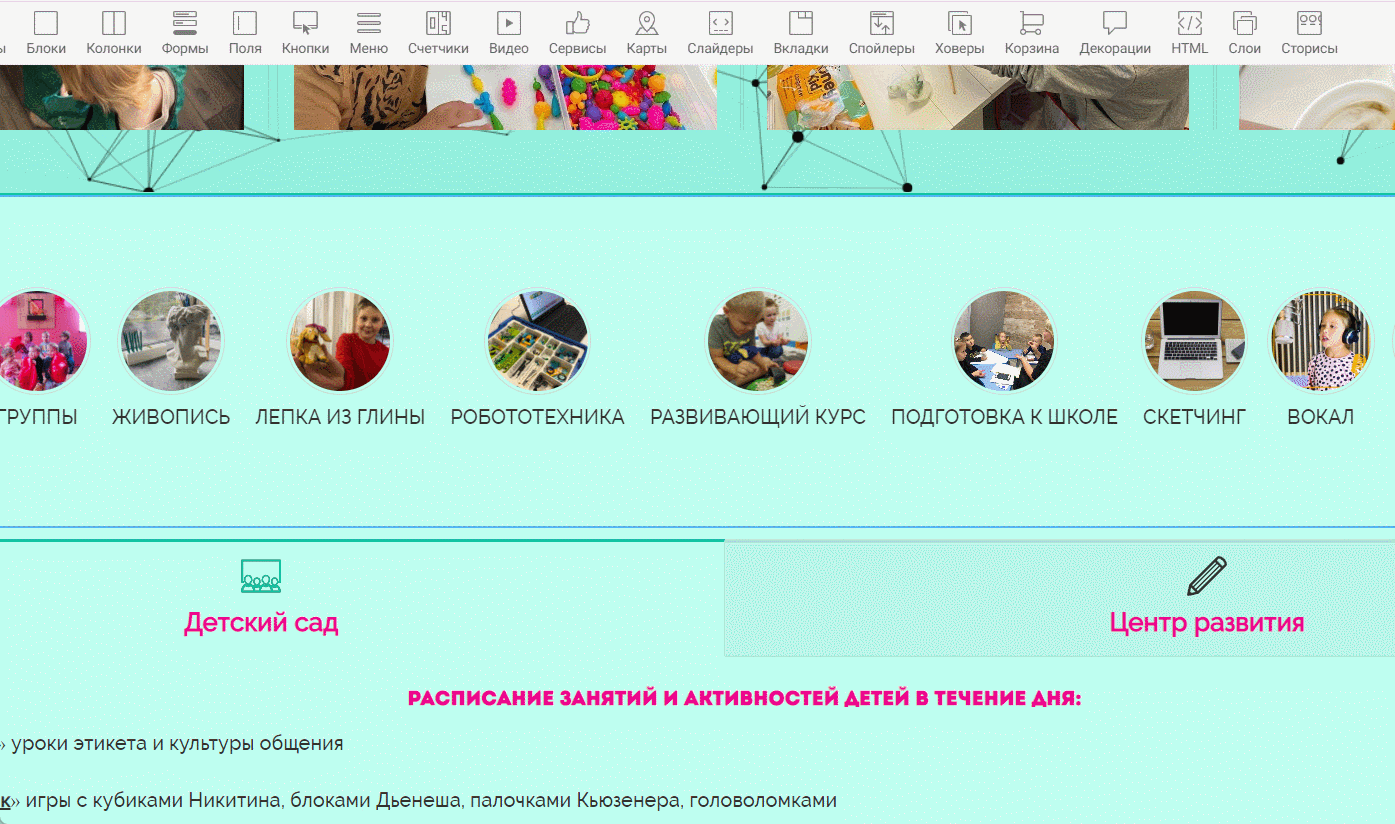 ы Блоки Колонки Формы Поля Кнопки Меню Счетчики Видео Сервисы Карты Слайдеры Вкладки Спойлеры Ховеры Корзина Декорации HTML Слои Сторисы
ГРУППЫ ЖИВОПИСЬ ЛЕПКА ИЗ ГЛИНЫ РОБОТОТЕХНИКА РАЗВИВАЮЩИЙ КУРС ПОДГОТОВКА К ШКОЛЕ СКЕТЧИНГ ВОКАЛ
Детский сад Центр развития
РАСПИСАНИЕ ЗАНЯТИЙ И АКТИВНОСТЕЙ ДЕТЕЙ В ТЕЧЕНИЕ ДНЯ:
» уроки этикета и культуры общения
к» игры с кубиками Никитина, блоками Дьенеша, палочками Кьюзенера, головоломками